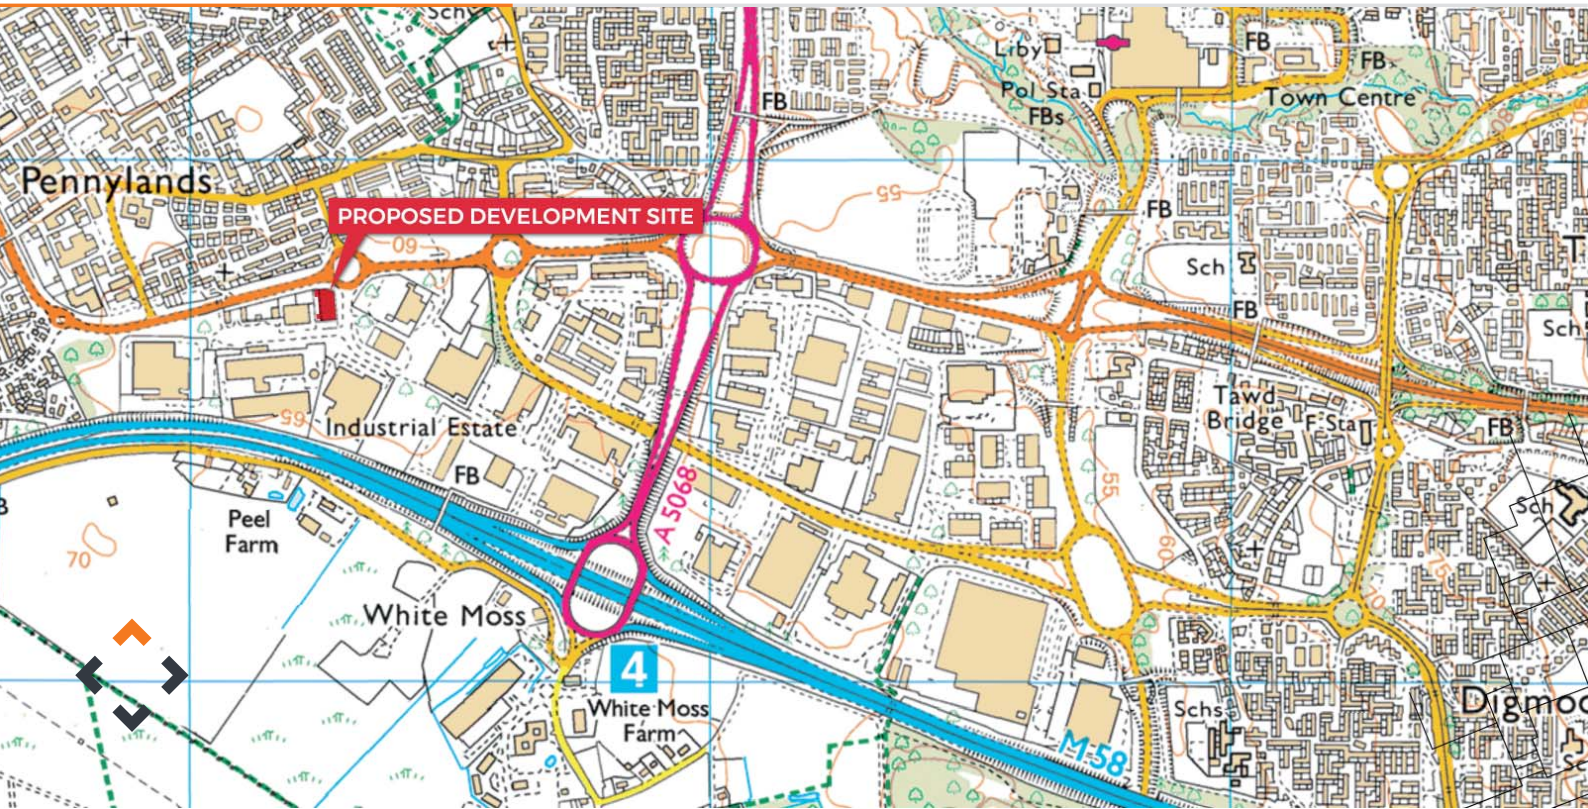 Sch
Liby
FB
FB
Pol Sta
FB
FBs
Town Centre
Pennylands
55
PROPOSED DEVELOPMENT SITE
FB
60
Sch
FB
Sch
65
Industrial Estate
Tawd
Bridge
F Sta
FB
FB
A 5068
55
Sch
Peel
Farm
70
60
75
White Moss
4
White Moss
Farm
Schs
Digmoo
M 58